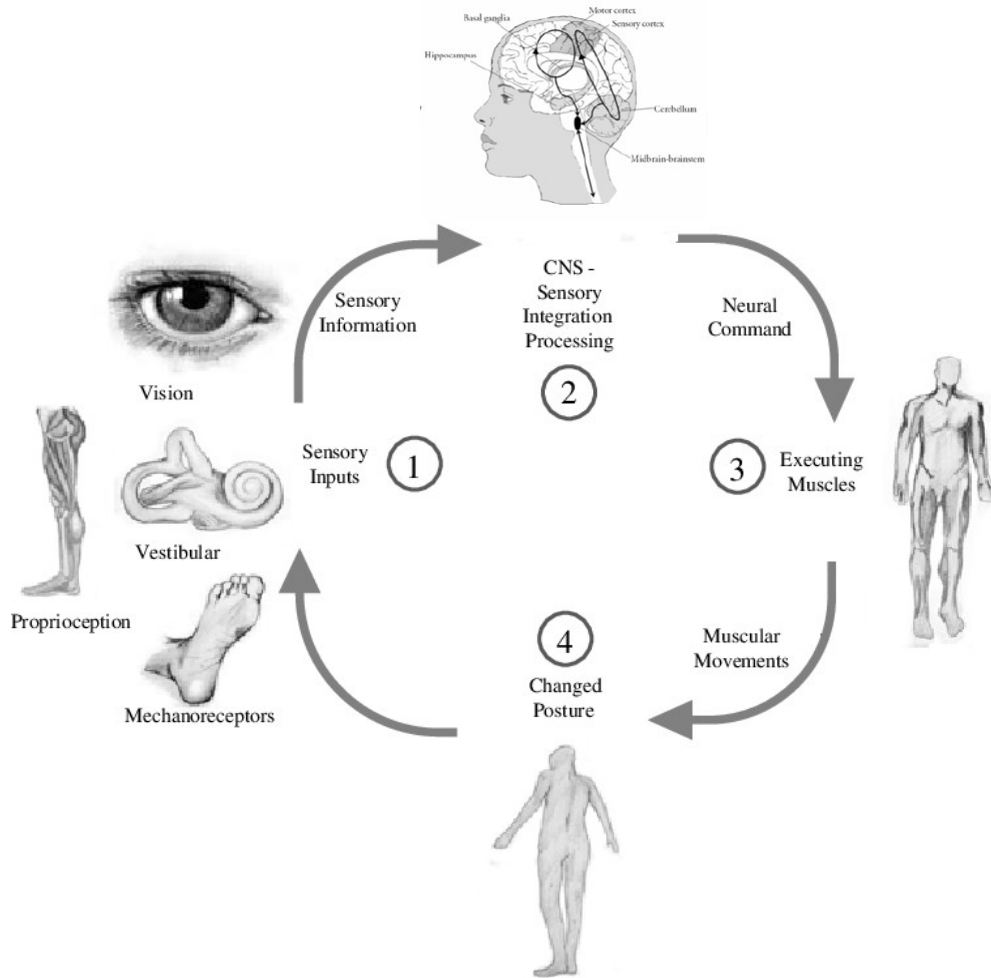 Motor cortex
Basal ganglia
Sensory cortex
Hippocampus
Cerebellum
Midbrain-brainstem
CNS -
Sensory
Integration
Processing
2
Sensory
Information
Neural
Command
Vision
Sensory
Inputs
1
3
Executing
Muscles
Vestibular
Proprioception
Mechanoreceptors
4
Changed
Posture
Muscular
Movements